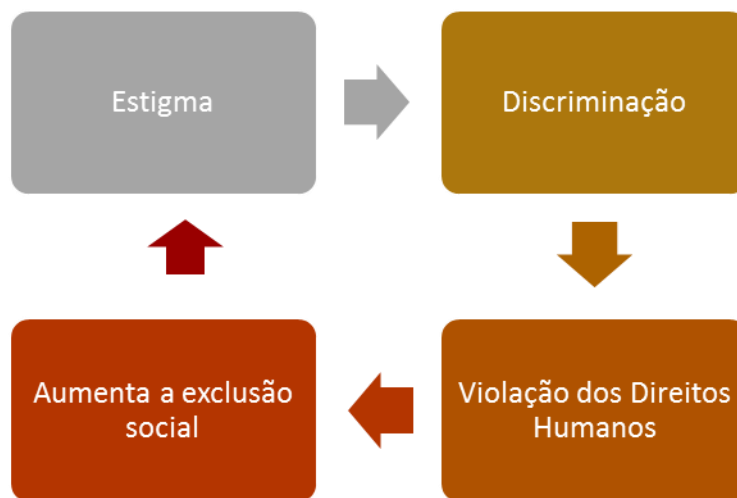 Estigma
Discriminação
Aumenta a exclusão
social
Violação dos Direitos
Humanos